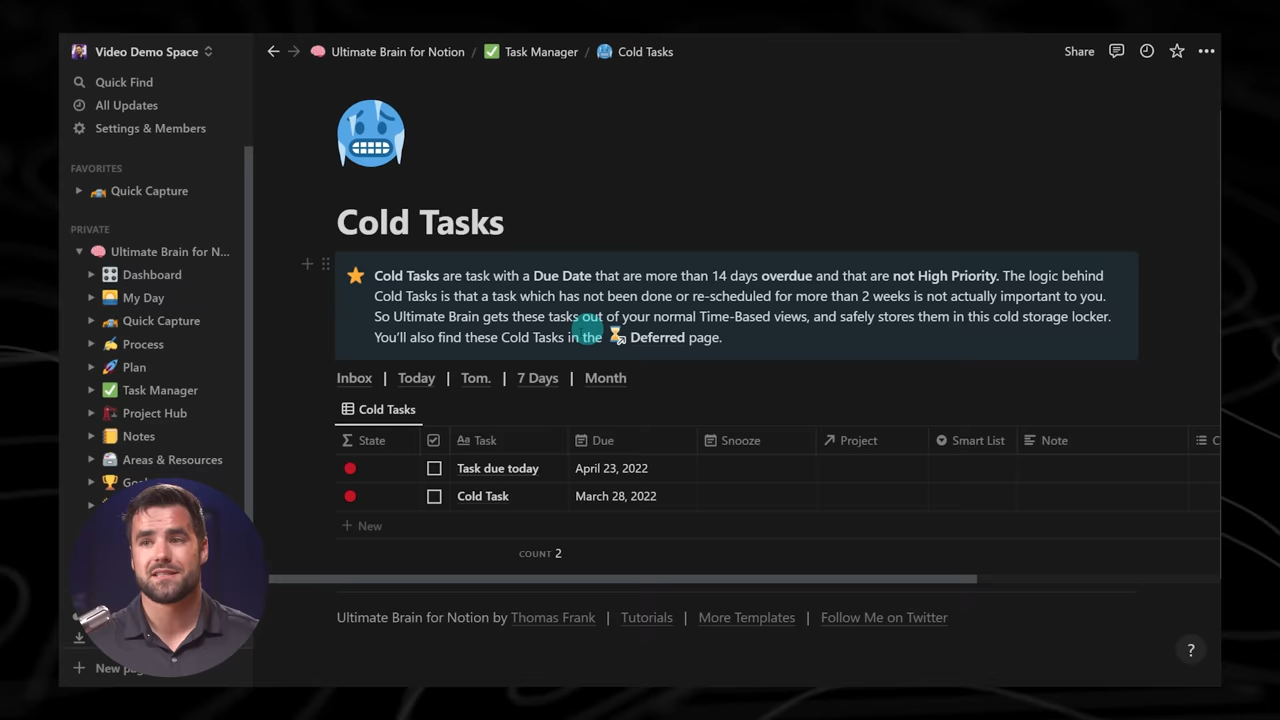 Video Demo Space
Quick Find
All Updates
Settings & Members
FAVORITES
Quick Capture
PRIVATE
Ultimate Brain for N...
Dashboard
My Day
Quick Capture
Process
Plan
Task Manager
Project Hub
Notes
Areas & Resources
New
Ultimate Brain for Notion / Task Manager / Cold Tasks
Share
Cold Tasks
Cold Tasks are task with a Due Date that are more than 14 days overdue and that are not High Priority. The logic behind
Cold Tasks is that a task which has not been done or re-scheduled for more than 2 weeks is not actually important to you.
So Ultimate Brain gets these tasks out of your normal Time-Based views, and safely stores them in this cold storage locker.
You'll also find these Cold Tasks in the Deferred page.
Inbox | Today | Tom. | 7 Days | Month
Cold Tasks
State Aa Task Due Snooze Project Smart List Note C
Task due today April 23, 2022
Cold Task March 28, 2022
+ New
COUNT 2
Ultimate Brain for Notion by Thomas Frank | Tutorials | More Templates | Follow Me on Twitter
?